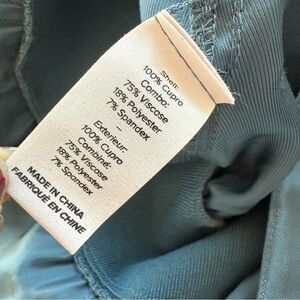 Shell:
100% Cupro
Combo:
75% Viscose
18% Polyester
7% Spandex
–
Exterieur:
100% Cupro
Combiné:
75% Viscose
18% Polyester
7% Spandex
MADE IN CHINA
FABRIQUÉ EN CHINE